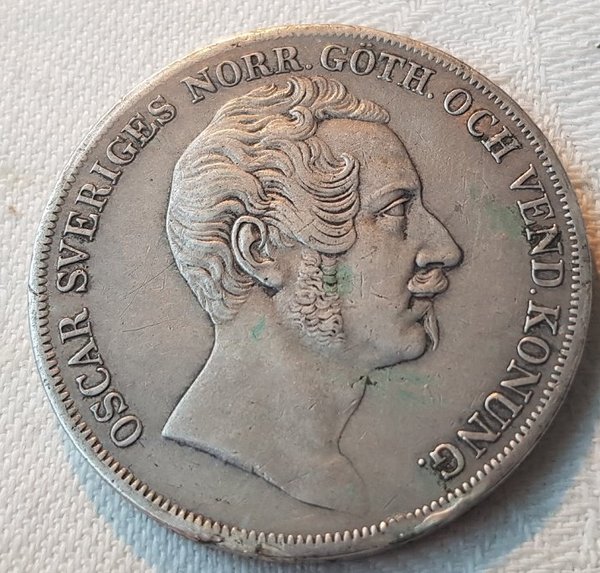 OSCAR SVERIGES NORR. GÖTH. OCH VEND. KONUNG.